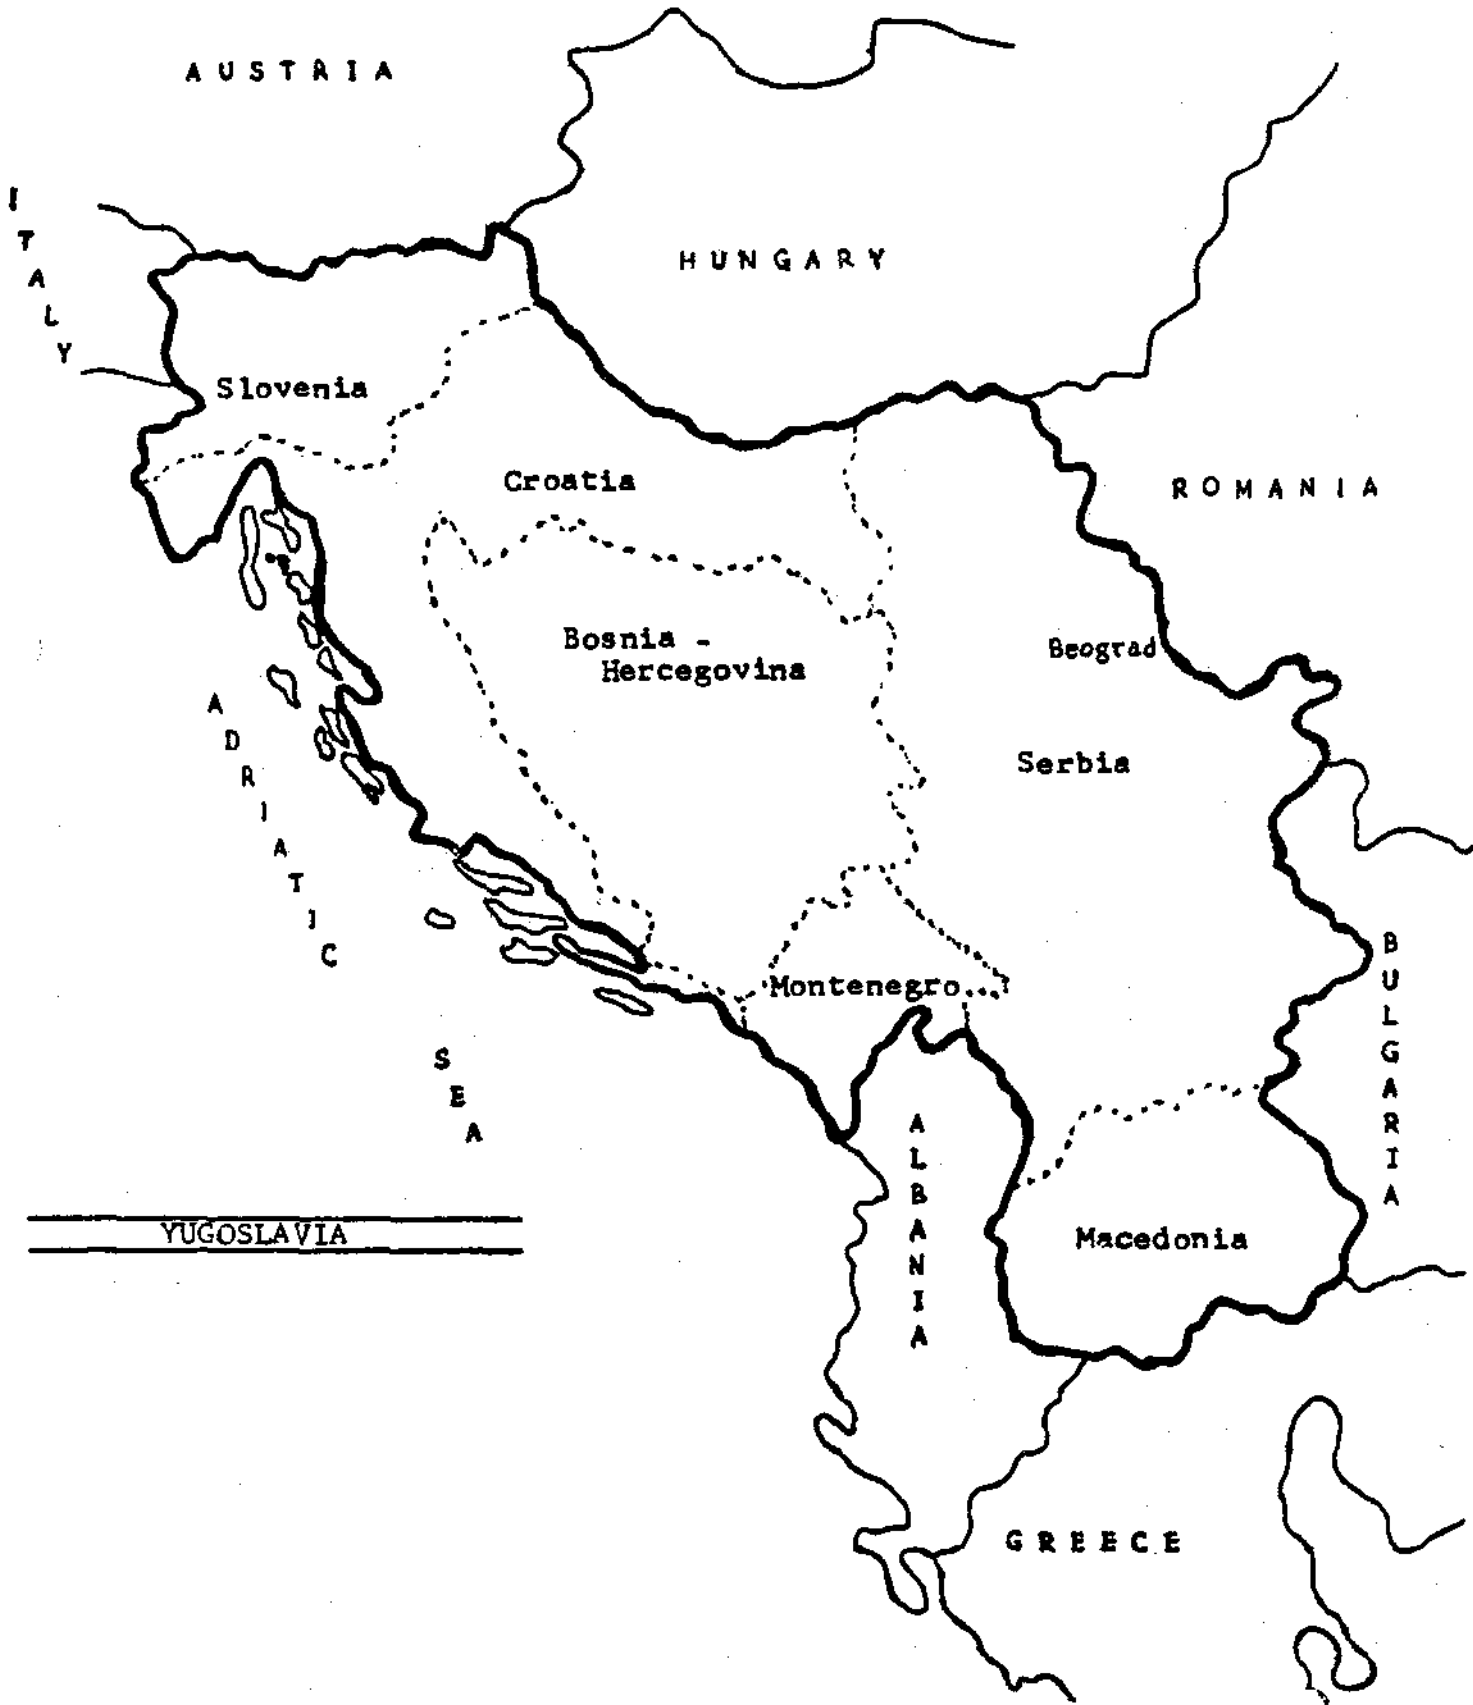 AUSTRIA
ITALY
HUNGARY
Slovenia
Croatia
ROMANIA
Bosnia -
Hercegovina
Beograd
Serbia
ADRIATIC
SEA
Montenegro
BULGARIA
ALBANIA
YUGOSLAVIA
Macedonia
GREECE